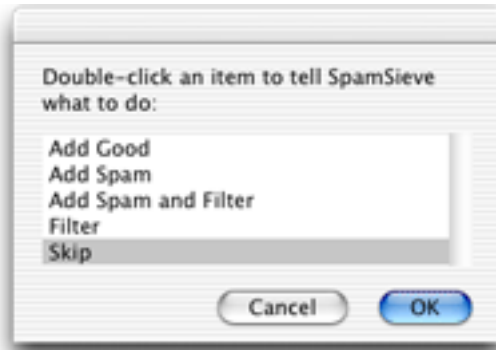 Double-click an item to tell SpamSieve
what to do:
Add Good
Add Spam
Add Spam and Filter
Filter
Skip
Cancel OK